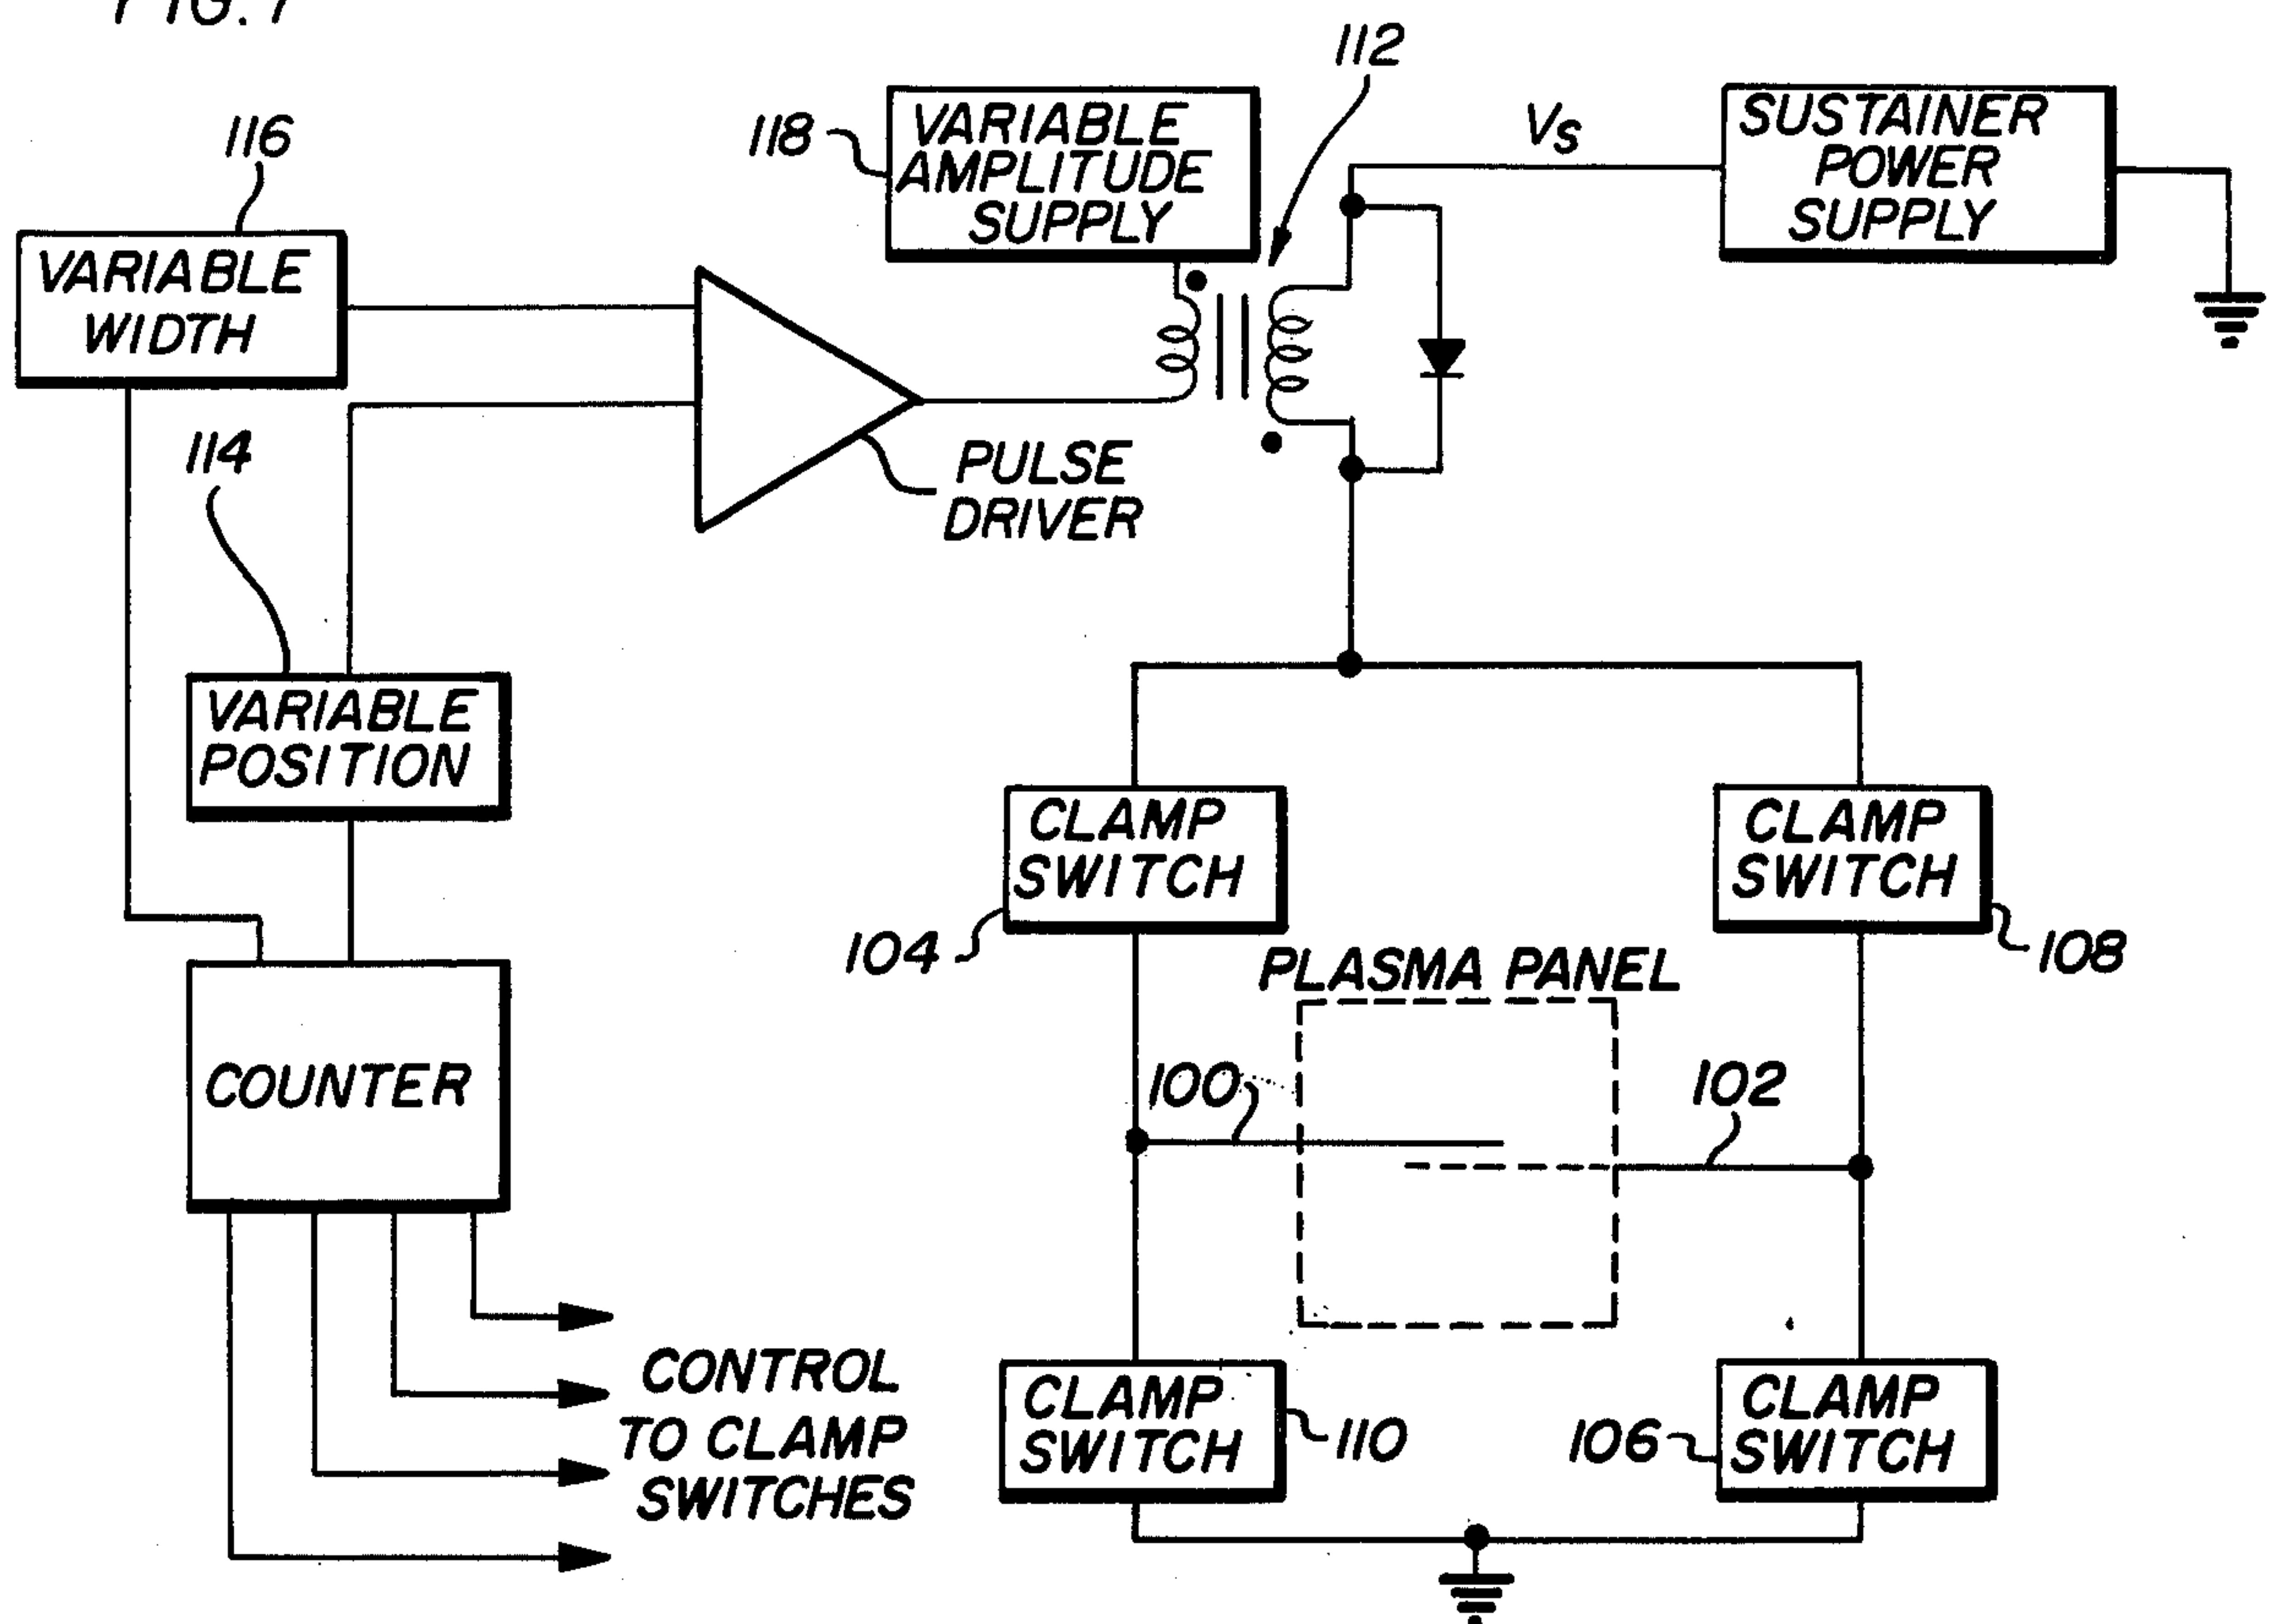 FIG. 7
112
116
118
VARIABLE
AMPLITUDE
SUPPLY
VS
SUSTAINER
POWER
SUPPLY
VARIABLE
WIDTH
114
PULSE
DRIVER
VARIABLE
POSITION
CLAMP
SWITCH
CLAMP
SWITCH
104
108
PLASMA PANEL
COUNTER
100
102
CONTROL
TO CLAMP
SWITCHES
CLAMP
SWITCH
110
106
CLAMP
SWITCH